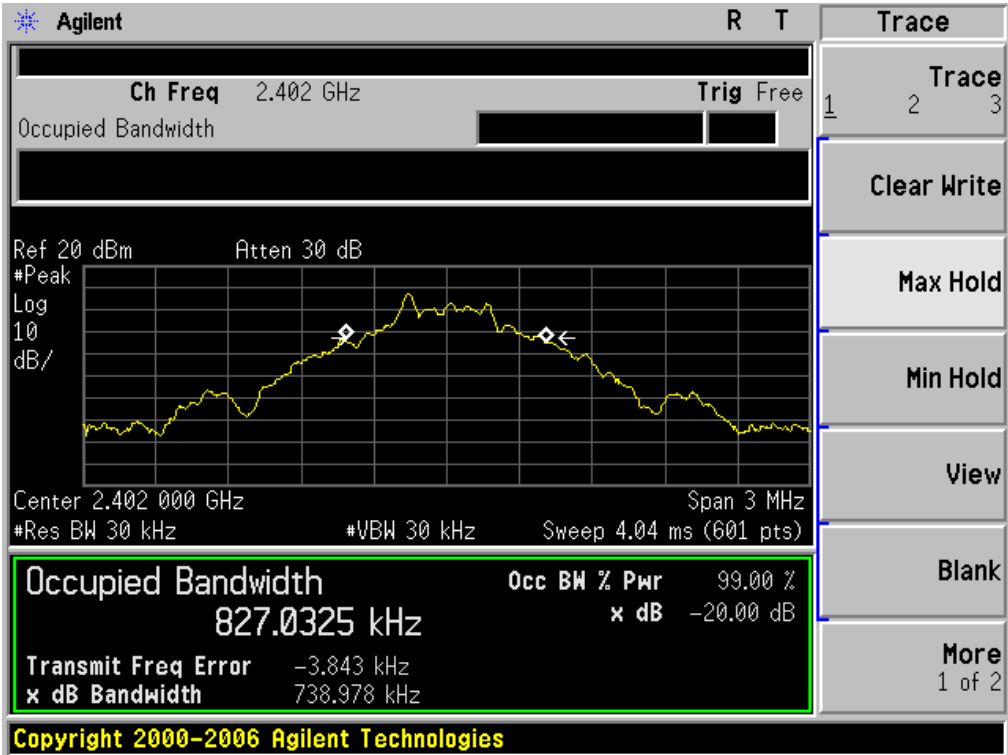 Agilent R T Trace
Ch Freq 2.402 GHz Trig Free
Occupied Bandwidth
Trace
1 2 3
Clear Write
Max Hold
Min Hold
View
Blank
More
1 of 2
Ref 20 dBm Atten 30 dB
#Peak
Log
10
dB/
Center 2.402 000 GHz Span 3 MHz
#Res BW 30 kHz #VBW 30 kHz Sweep 4.04 ms (601 pts)
Occupied Bandwidth Occ BW % Pwr 99.00 %
827.0325 kHz x dB -20.00 dB
Transmit Freq Error -3.843 kHz
x dB Bandwidth 738.978 kHz
Copyright 2000-2006 Agilent Technologies